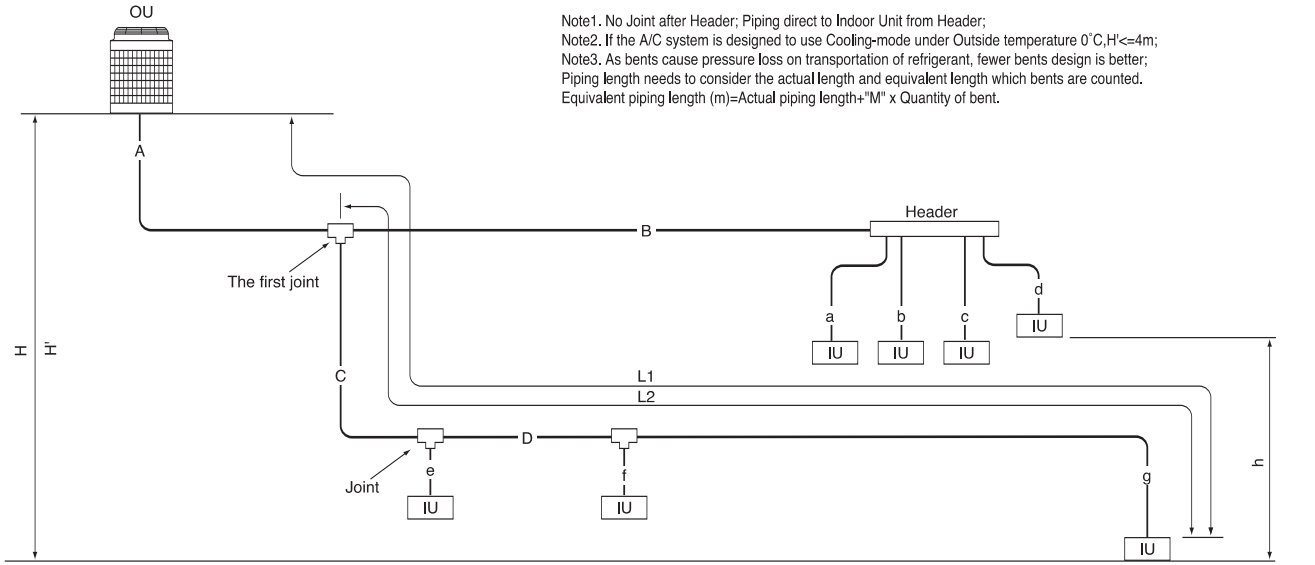 OU
Note1. No Joint after Header; Piping direct to Indoor Unit from Header;
Note2. If the A/C system is designed to use Cooling-mode under Outside temperature 0˚C,H'<=4m;
Note3. As bents cause pressure loss on transportation of refrigerant, fewer bents design is better;
Piping length needs to consider the actual length and equivalent length which bents are counted.
Equivalent piping length (m)=Actual piping length+"M" x Quantity of bent.
A
Header
B
The first joint
d
a
b
c
IU
IU
IU
IU
H
H'
C
L1
L2
D
h
Joint
e
f
g
IU
IU
IU